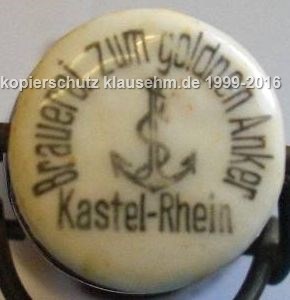 kopierschutz klausehm.de 1999-2016
Brauerei zum goldnen Anker
Kastel-Rhein